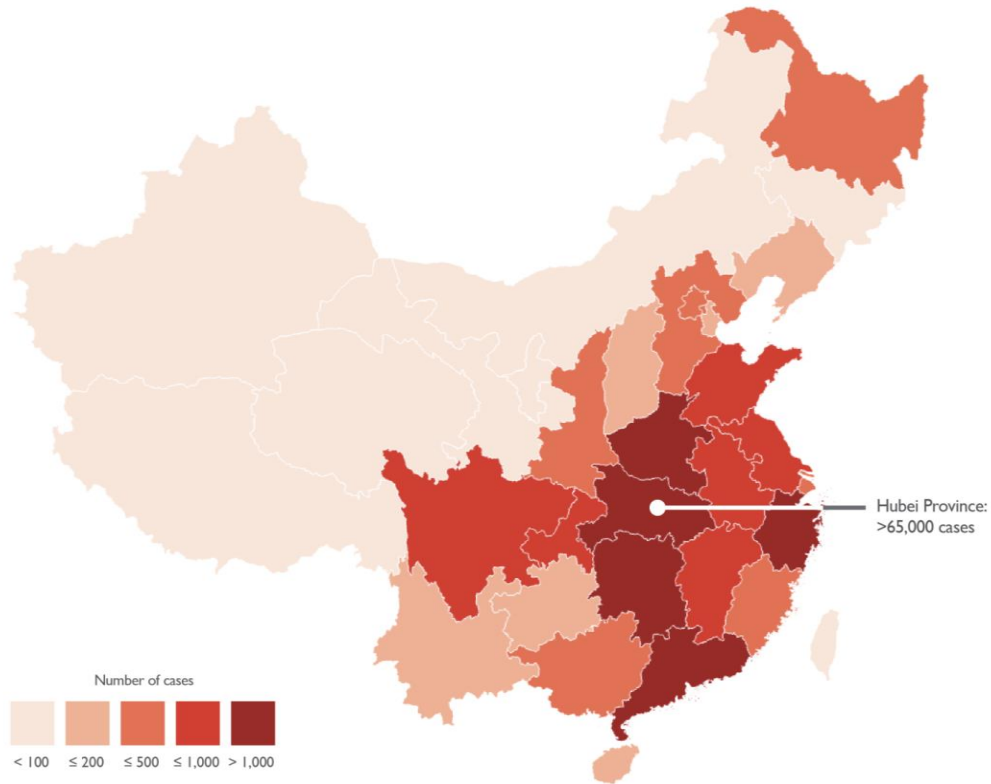 Hubei Province:
>65,000 cases
Number of cases
< 100 ≤ 200 ≤ 500 ≤ 1,000 > 1,000